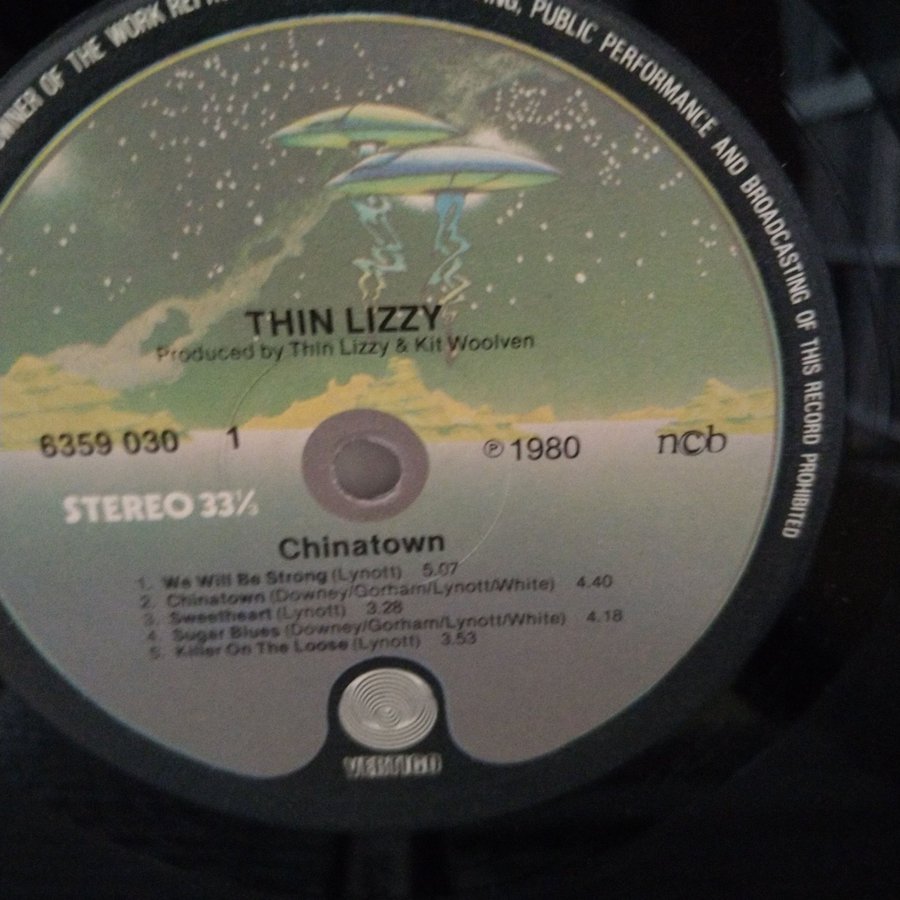 OWNER OF THE WORK
PUBLIC PERFORMANCE AND BROADCASTING OF THIS RECORD PROHIBITED
THIN LIZZY
Produced by Thin Lizzy & Kit Woolven
6359 030 1
℗ 1980 ncb
STEREO 33⅓
Chinatown
1. We Will Be Strong (Lynott) 5.07
2. Chinatown (Downey/Gorham/Lynott/White) 4.40
3. Sweetheart (Lynott) 3.28
4. Sugar Blues (Downey/Gorham/Lynott/White) 4.18
5. Killer On The Loose (Lynott) 3.53
VERTIGO